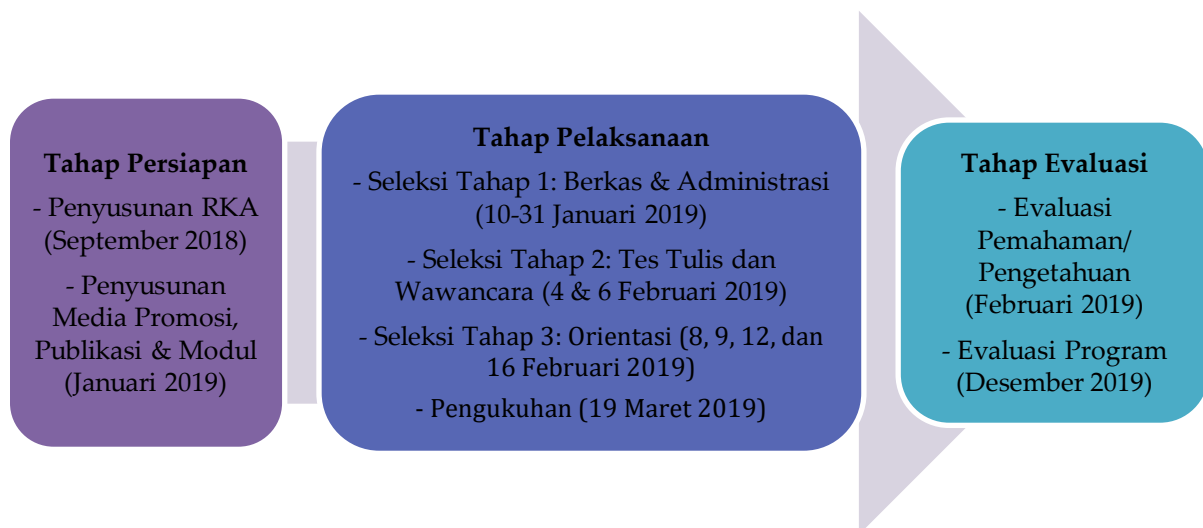 Tahap Persiapan
- Penyusunan RKA
(September 2018)
- Penyusunan
Media Promosi,
Publikasi & Modul
(Januari 2019)
Tahap Pelaksanaan
- Seleksi Tahap 1: Berkas & Administrasi
(10-31 Januari 2019)
- Seleksi Tahap 2: Tes Tulis dan
Wawancara (4 & 6 Februari 2019)
- Seleksi Tahap 3: Orientasi (8, 9, 12, dan
16 Februari 2019)
- Pengukuhan (19 Maret 2019)
Tahap Evaluasi
- Evaluasi
Pemahaman/
Pengetahuan
(Februari 2019)
- Evaluasi Program
(Desember 2019)